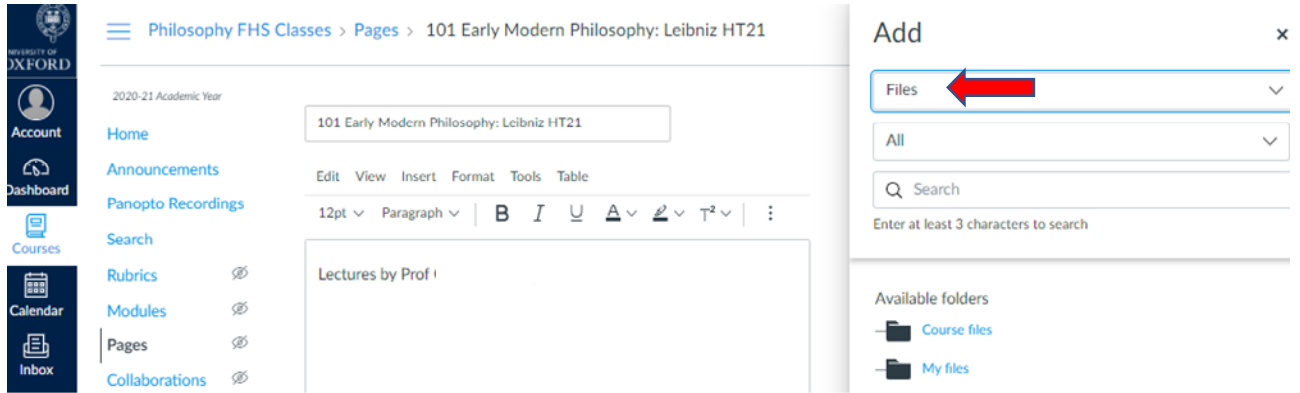 UNIVERSITY OF
OXFORD
Account
Dashboard
Courses
Calendar
Inbox
Philosophy FHS Classes > Pages > 101 Early Modern Philosophy: Leibniz HT21
2020-21 Academic Year
Home
Announcements
Panopto Recordings
Search
Rubrics
Modules
Pages
Collaborations
101 Early Modern Philosophy: Leibniz HT21
Edit View Insert Format Tools Table
12pt Paragraph B I U A T²
Lectures by Prof
Add ×
Files
All
Search
Enter at least 3 characters to search
Available folders
Course files
My files